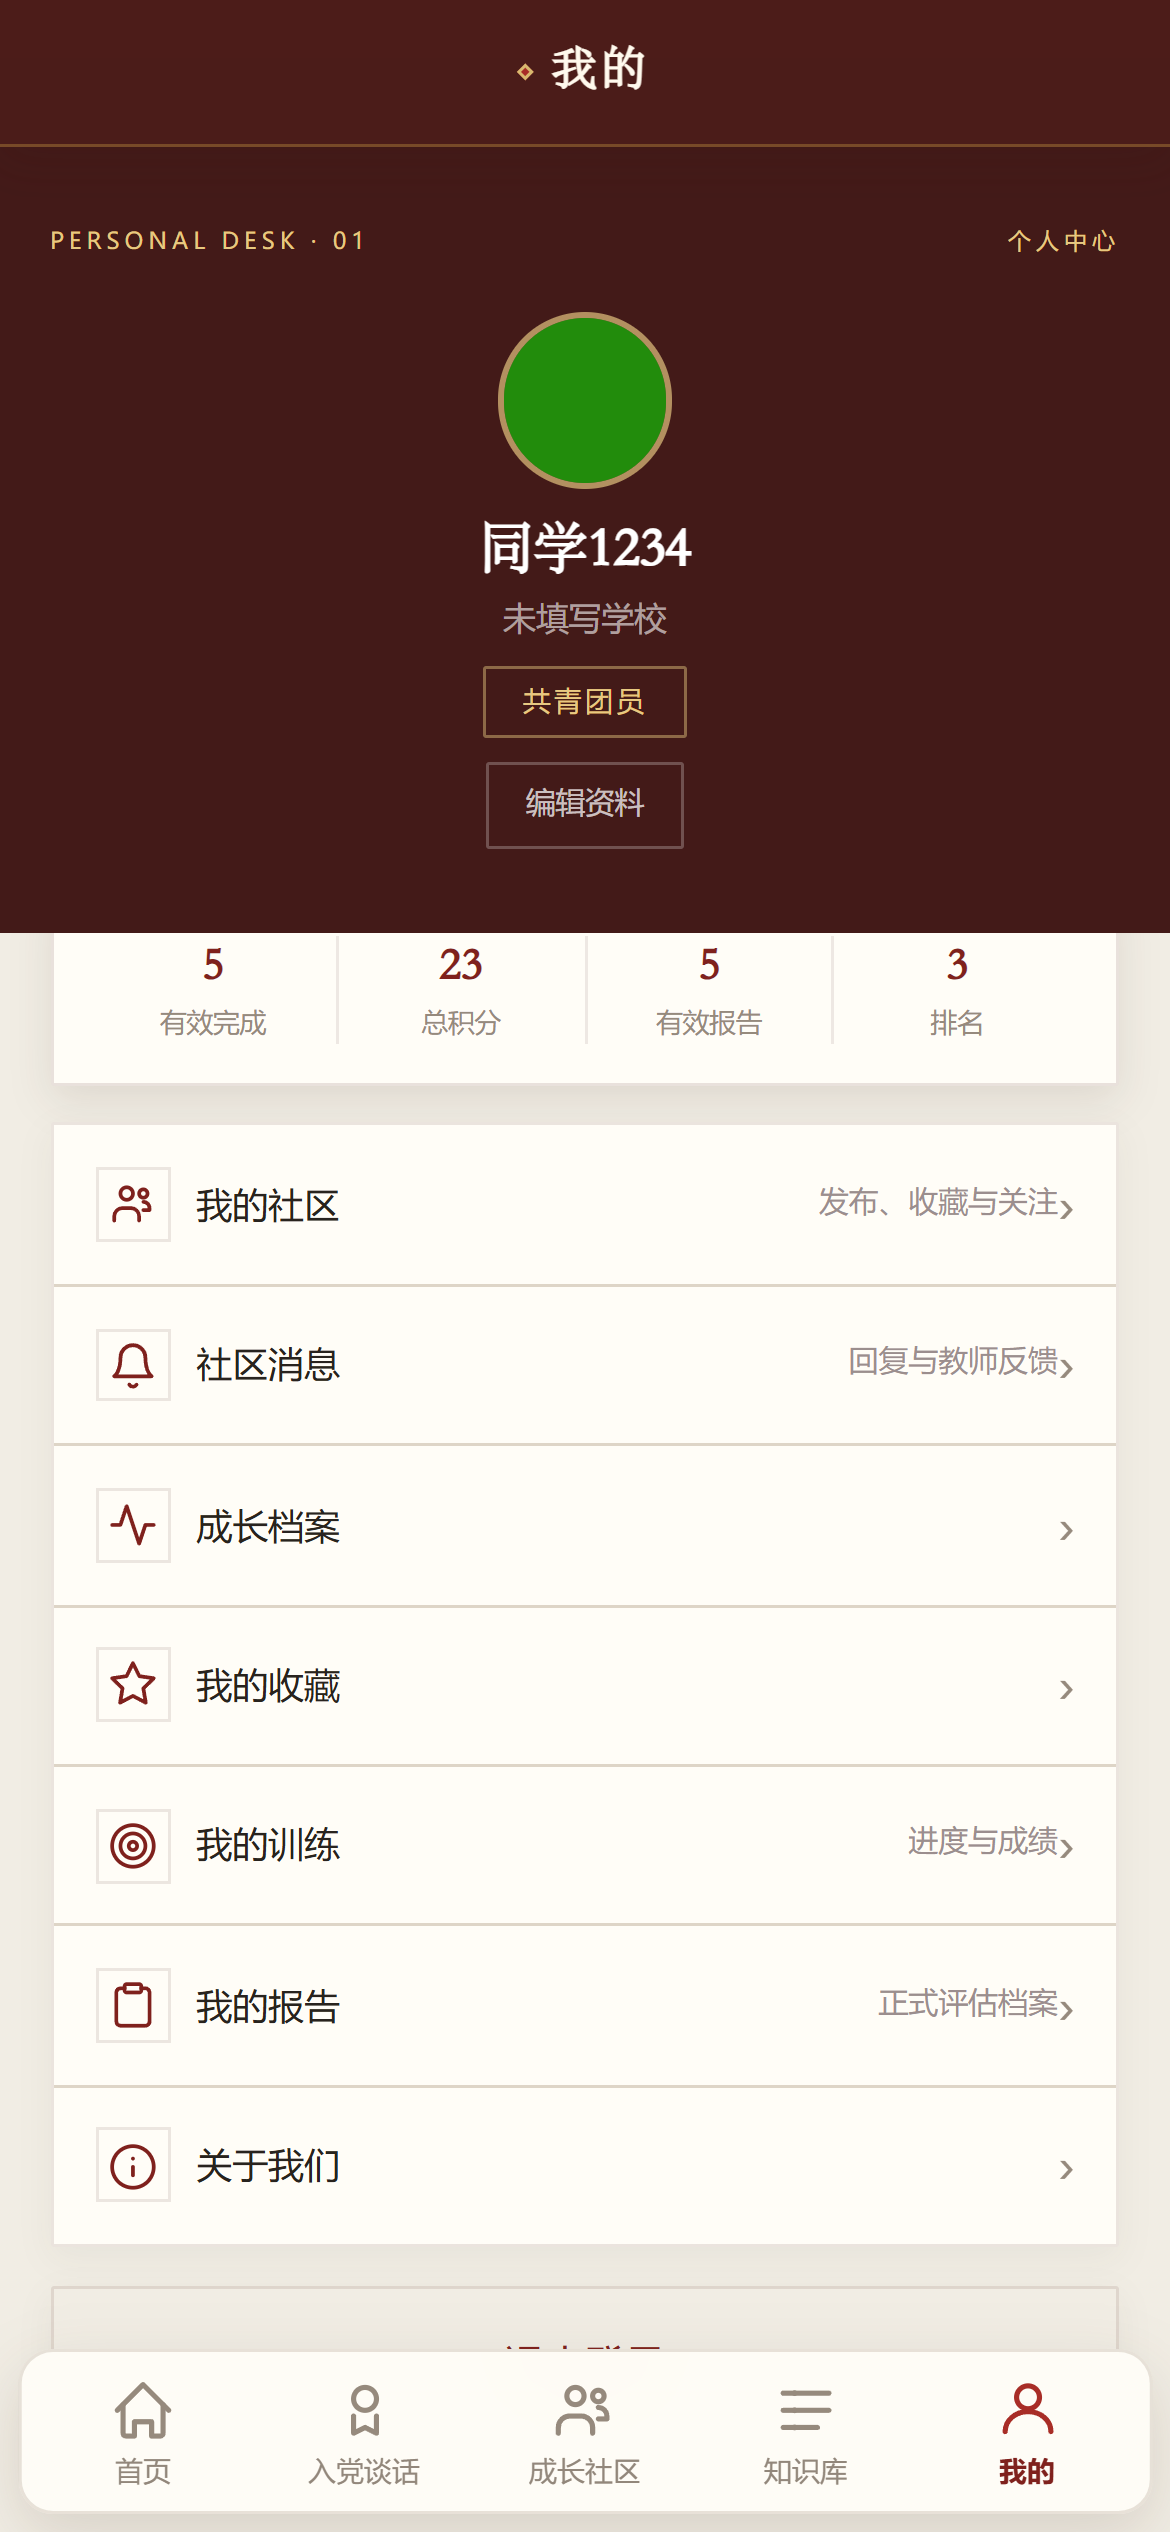 我的
PERSONAL DESK · 01
个人中心
同学1234
未填写学校
共青团员
编辑资料
5 23 5 3
有效完成 总积分 有效报告 排名
我的社区 发布、收藏与关注
社区消息 回复与教师反馈
成长档案
我的收藏
我的训练 进度与成绩
我的报告 正式评估档案
关于我们
首页 入党谈话 成长社区 知识库 我的